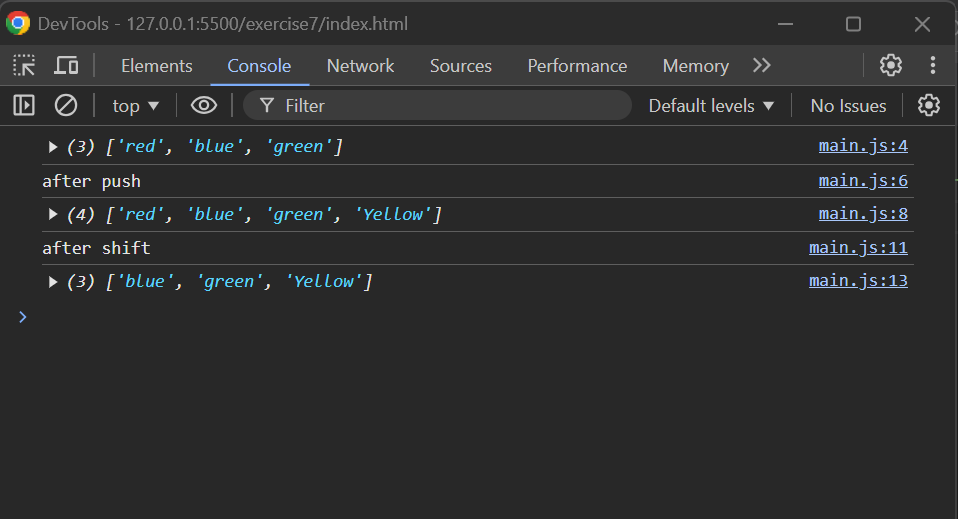 DevTools - 127.0.0.1:5500/exercise7/index.html
Elements Console Network Sources Performance Memory
top Filter Default levels No Issues
(3) ['red', 'blue', 'green'] main.js:4
after push main.js:6
(4) ['red', 'blue', 'green', 'Yellow'] main.js:8
after shift main.js:11
(3) ['blue', 'green', 'Yellow'] main.js:13